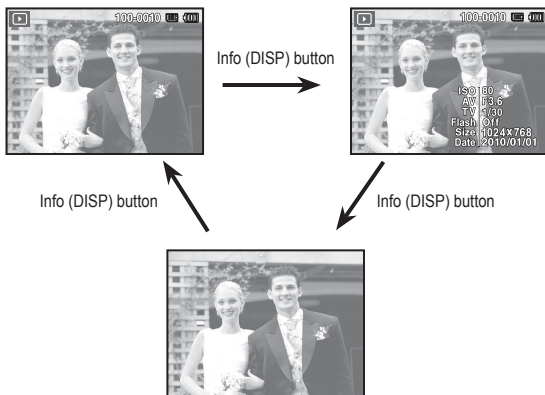 100-0010
Info (DISP) button
100-0010
ISO 80
AV F3.6
TV 1/30
Flash Off
Size 1024X768
Date 2010/01/01
Info (DISP) button
Info (DISP) button